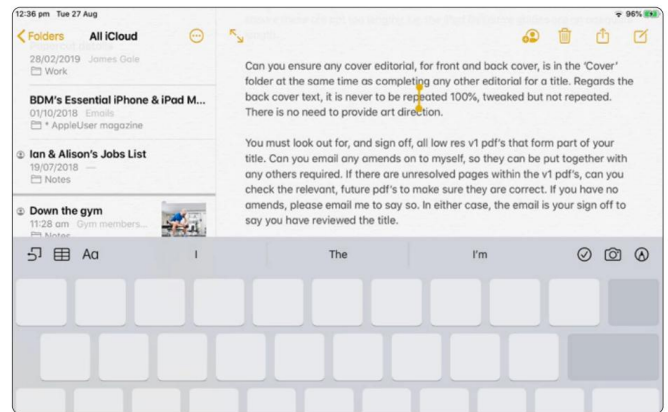 12:36 pm Tue 27 Aug
96%
Folders
All iCloud
28/02/2019 James Gale
Work
BDM's Essential iPhone & iPad M...
01/10/2018 Emails
* AppleUser magazine
Ian & Alison's Jobs List
19/07/2018 —
Notes
Down the gym
11:28 am Gym members...
Notes
Can you ensure any cover editorial, for front and back cover, is in the 'Cover'
folder at the same time as completing any other editorial for a title. Regards the
back cover text, it is never to be repeated 100%, tweaked but not repeated.
There is no need to provide art direction.
You must look out for, and sign off, all low res v1 pdf's that form part of your
title. Can you email any amends on to myself, so they can be put together with
any others required. If there are unresolved pages within the v1 pdf's, can you
check the relevant, future pdf's to make sure they are correct. If you have no
amends, please email me to say so. In either case, the email is your sign off to
say you have reviewed the title.
Aa
I
The
I'm